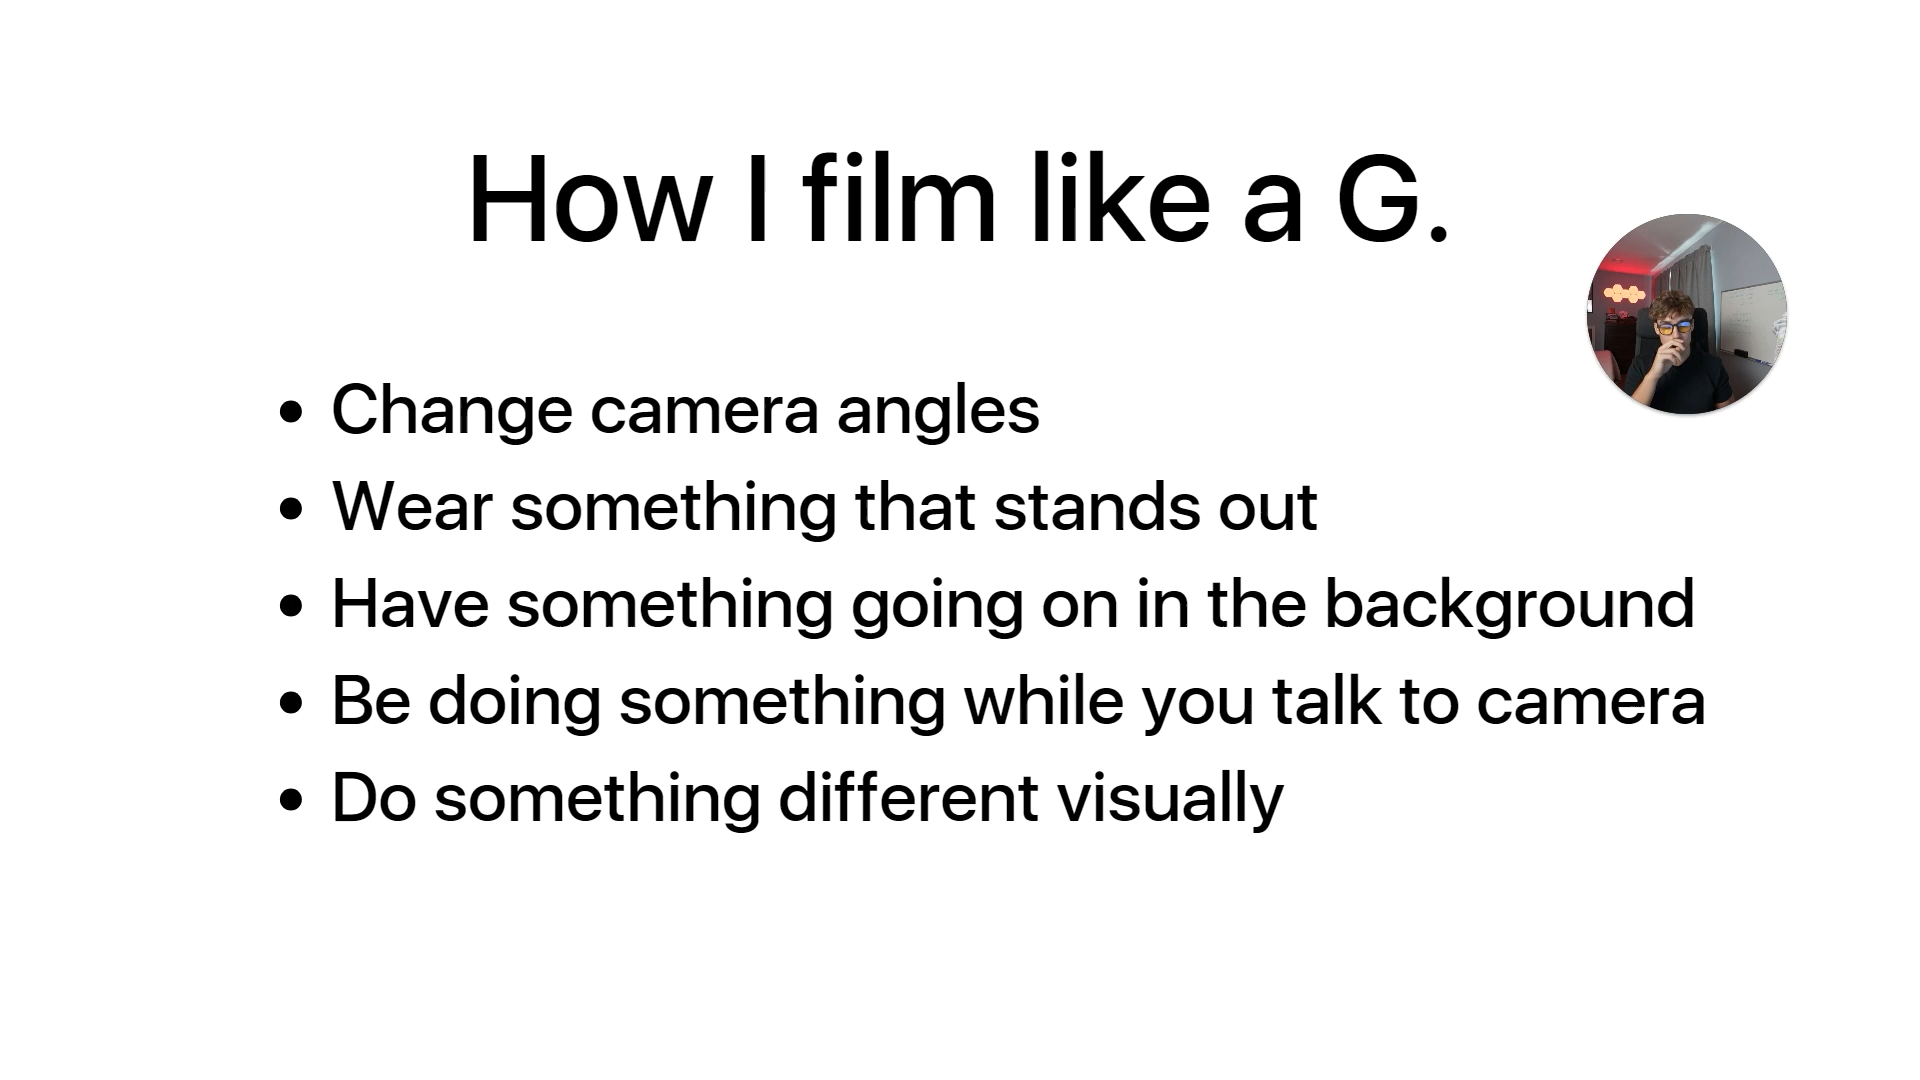 How I film like a G.
• Change camera angles
• Wear something that stands out
• Have something going on in the background
• Be doing something while you talk to camera
• Do something different visually